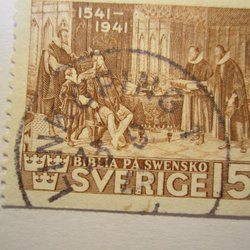 1541-
1941
BIBLIA PÅ SWENSKO
SVERIGE 15